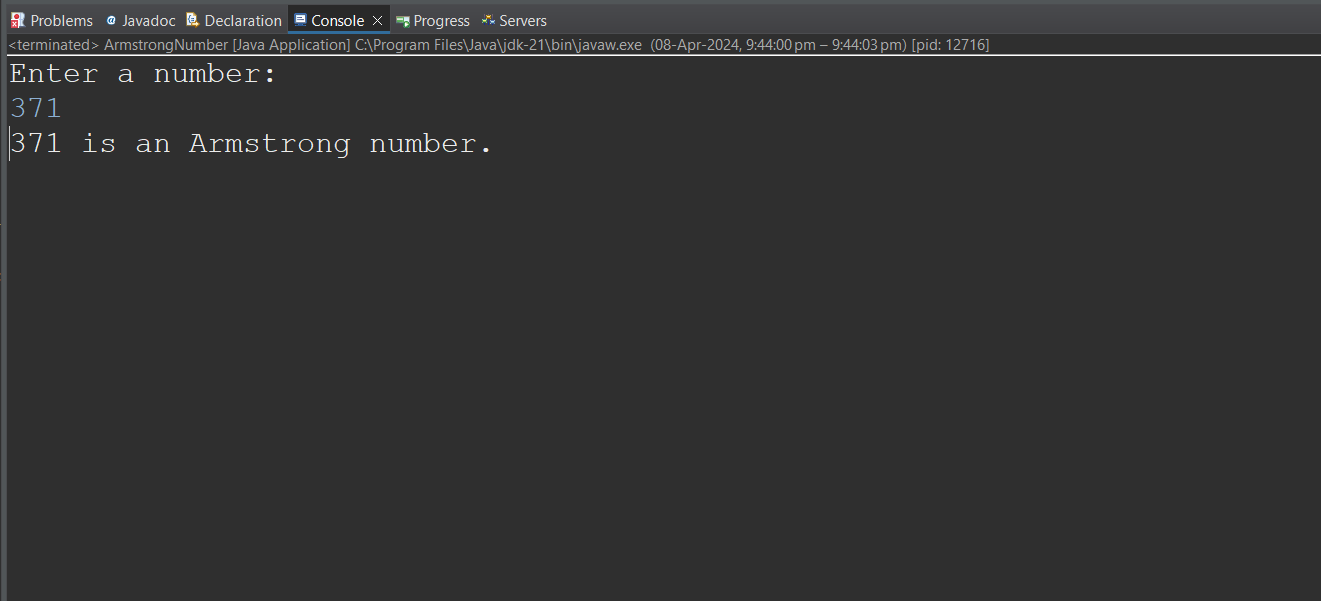 Problems Javadoc Declaration Console Progress Servers
<terminated> ArmstrongNumber [Java Application] C:\Program Files\Java\jdk-21\bin\javaw.exe (08-Apr-2024, 9:44:00 pm – 9:44:03 pm) [pid: 12716]
Enter a number:
371
371 is an Armstrong number.